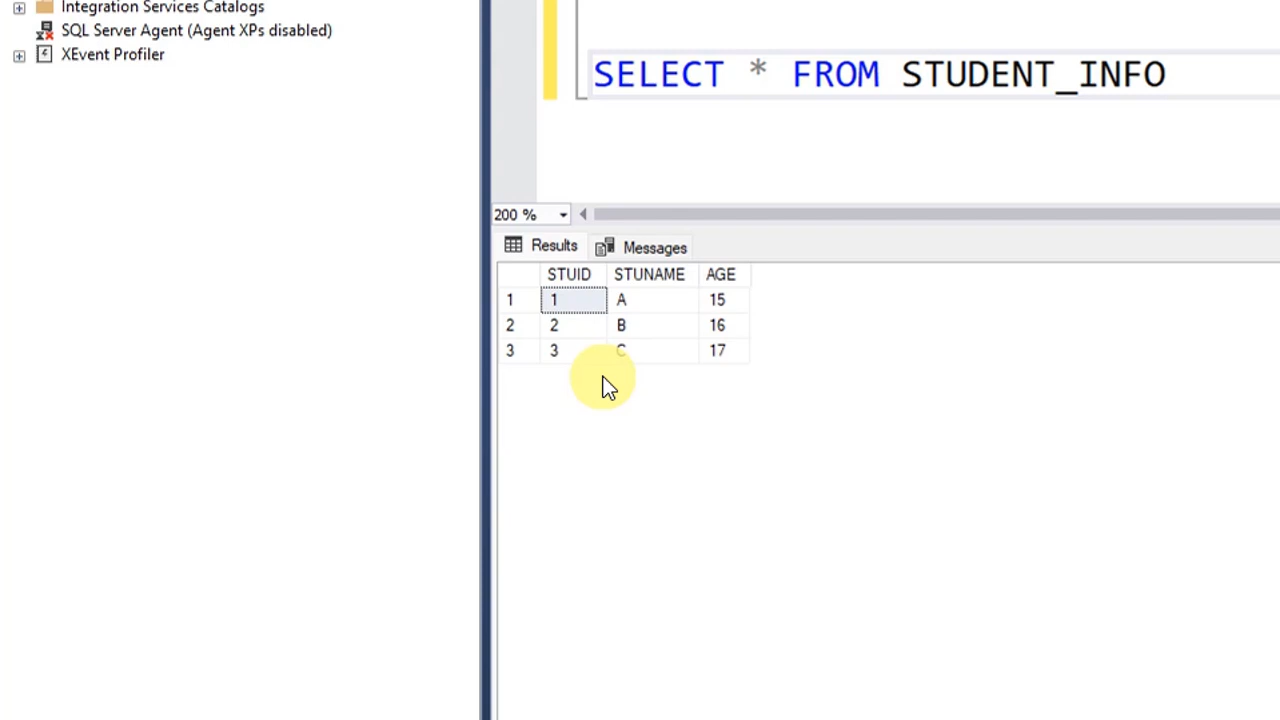 Integration Services Catalogs
SQL Server Agent (Agent XPs disabled)
XEvent Profiler
SELECT * FROM STUDENT_INFO
200 %
Results Messages
STUID STUNAME AGE
1 1 A 15
2 2 B 16
3 3 C 17